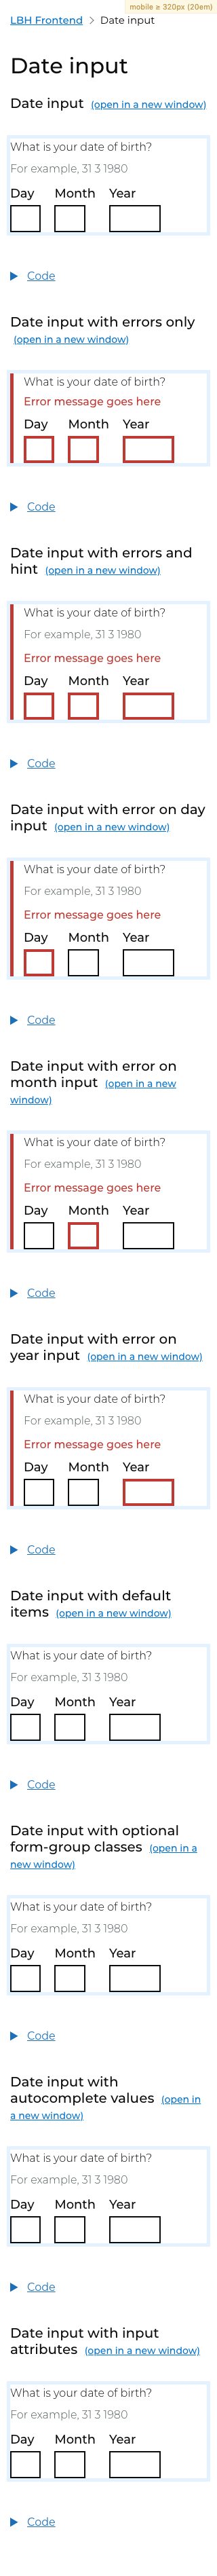 mobile ≥ 320px (20em)
LBH Frontend > Date input
Date input
Date input (open in a new window)
What is your date of birth?
For example, 31 3 1980
Day Month Year
Code
Date input with errors only
(open in a new window)
What is your date of birth?
Error message goes here
Day Month Year
Code
Date input with errors and
hint (open in a new window)
What is your date of birth?
For example, 31 3 1980
Error message goes here
Day Month Year
Code
Date input with error on day
input (open in a new window)
What is your date of birth?
For example, 31 3 1980
Error message goes here
Day Month Year
Code
Date input with error on
month input (open in a new
window)
What is your date of birth?
For example, 31 3 1980
Error message goes here
Day Month Year
Code
Date input with error on
year input (open in a new window)
What is your date of birth?
For example, 31 3 1980
Error message goes here
Day Month Year
Code
Date input with default
items (open in a new window)
What is your date of birth?
For example, 31 3 1980
Day Month Year
Code
Date input with optional
form-group classes (open in a
new window)
What is your date of birth?
For example, 31 3 1980
Day Month Year
Code
Date input with
autocomplete values (open in
a new window)
What is your date of birth?
For example, 31 3 1980
Day Month Year
Code
Date input with input
attributes (open in a new window)
What is your date of birth?
For example, 31 3 1980
Day Month Year
Code